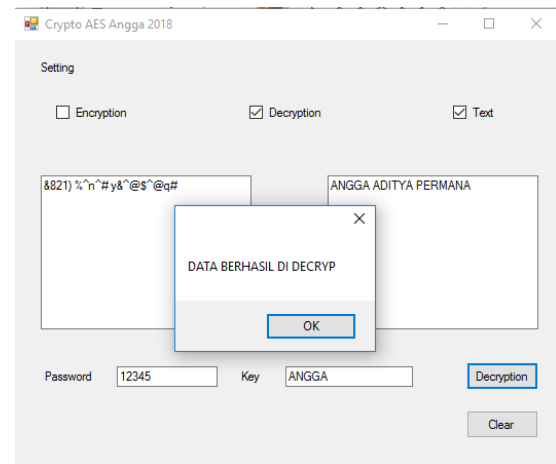 Crypto AES Angga 2018
Setting
Encryption
Decryption
Text
&821) %^n^# y&^@$^@q#
ANGGA ADITYA PERMANA
DATA BERHASIL DI DECRYP
OK
Password
12345
Key
ANGGA
Decryption
Clear